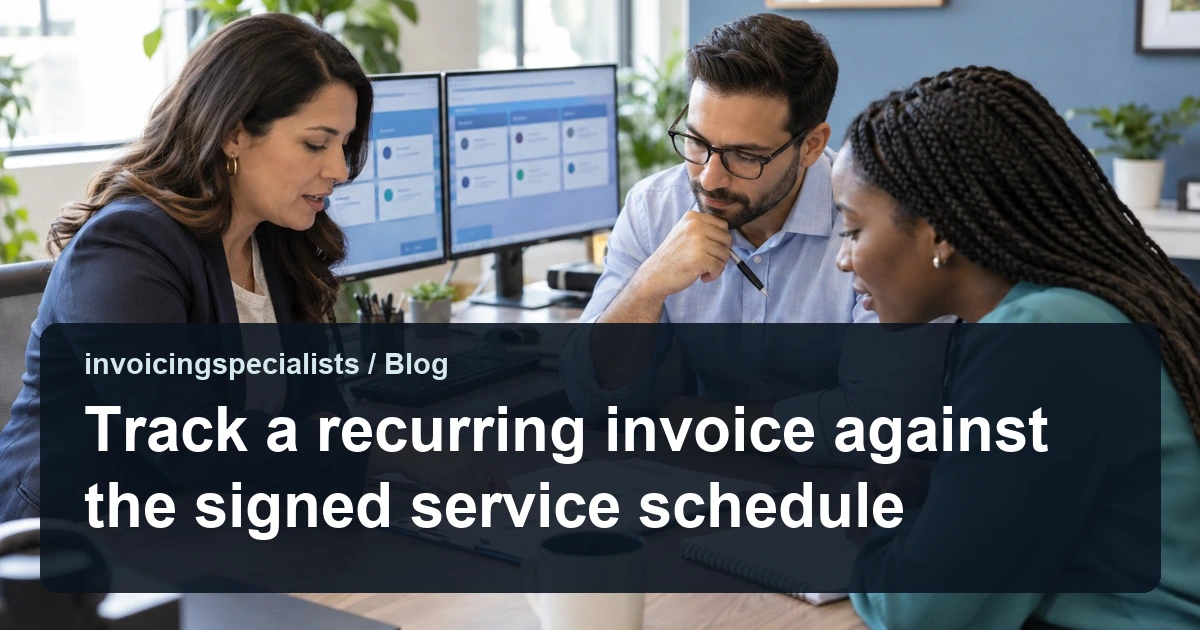 invoicingspecialists / Blog
Track a recurring invoice against
the signed service schedule